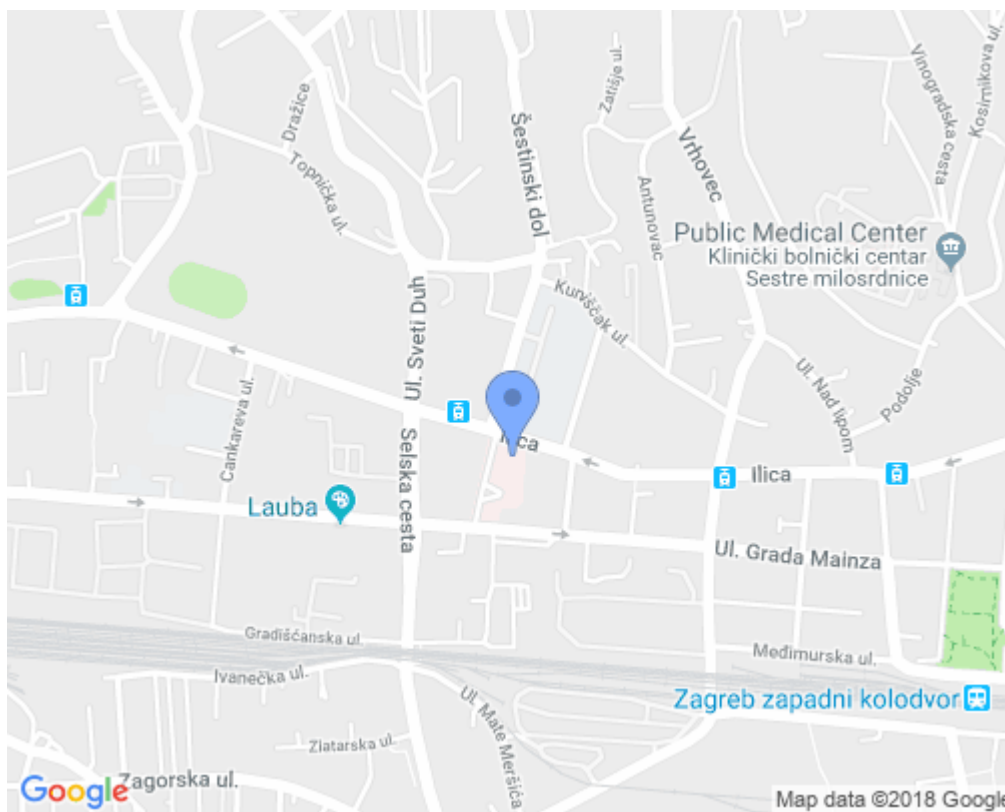 Dražice
Topnička ul.
Šestinski dol
Zatišje ul.
Antunovac
Vrhovec
Vinogradska cesta
Kosirnikova ul.
Public Medical Center
Klinički bolnički centar
Sestre milosrdnice
Kunišćak ul.
Ul. Sveti Duh
Cankareva ul.
Selska cesta
Ilica
Ul. Nad lipom
Podolje
Ilica
Lauba
Ul. Grada Mainza
Gradišćanska ul.
Međimurska ul.
Ivanečka ul.
Ul. Mate Meršića
Zagreb zapadni kolodvor
Zlatarska ul.
Zagorska ul.
Google
Map data ©2018 Google